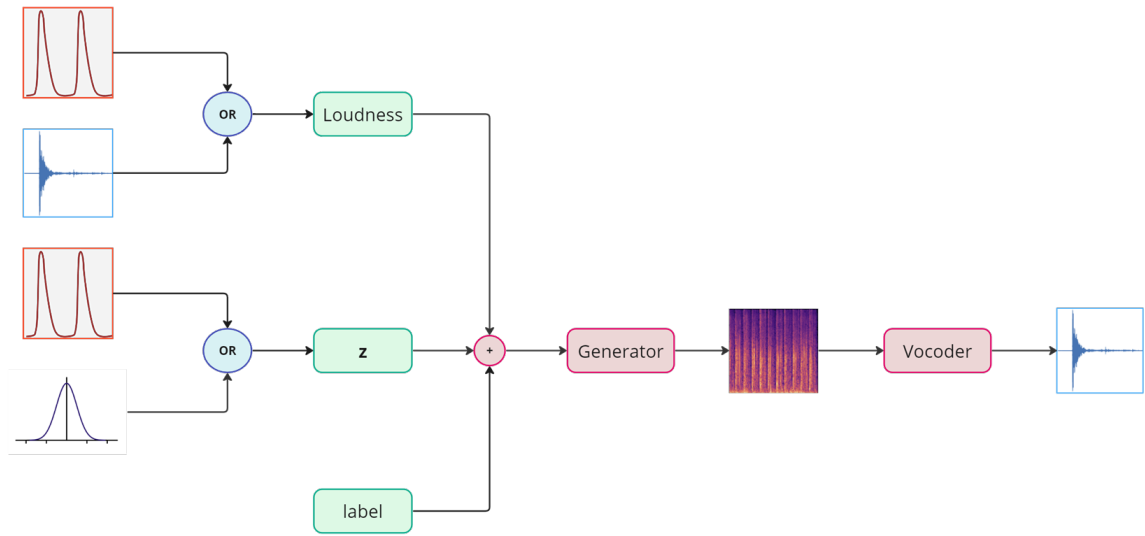 OR
Loudness
OR
z
+
Generator
Vocoder
label